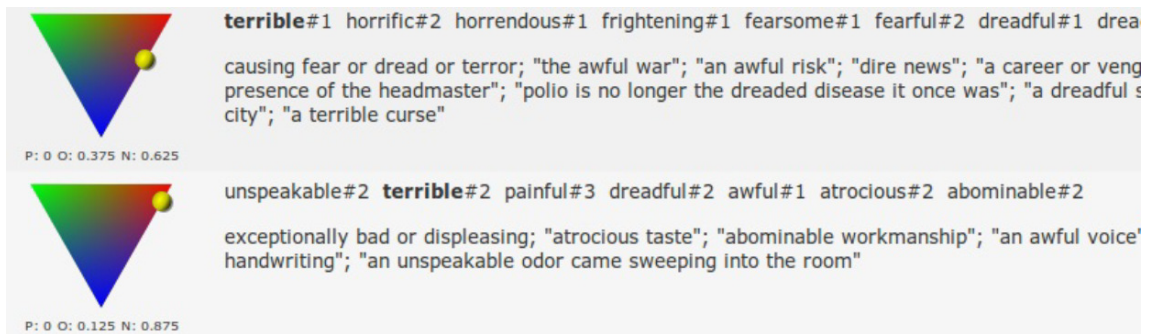 terrible#1 horrific#2 horrendous#1 frightening#1 fearsome#1 fearful#2 dreadful#1
causing fear or dread or terror; "the awful war"; "an awful risk"; "dire news"; "a career or
presence of the headmaster"; "polio is no longer the dreaded disease it once was"; "a dreadful
city"; "a terrible curse"
P: 0 O: 0.375 N: 0.625
unspeakable#2 terrible#2 painful#3 dreadful#2 awful#1 atrocious#2 abominable#2
exceptionally bad or displeasing; "atrocious taste"; "abominable workmanship"; "an awful voice"
handwriting"; "an unspeakable odor came sweeping into the room"
P: 0 O: 0.125 N: 0.875